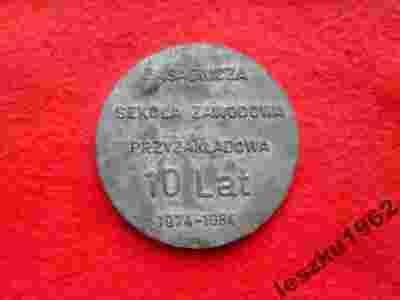 ZASADNICZA
SZKOŁA ZAWODOWA
PRZYZAKŁADOWA
10 Lat
1974-1984
leszku1962